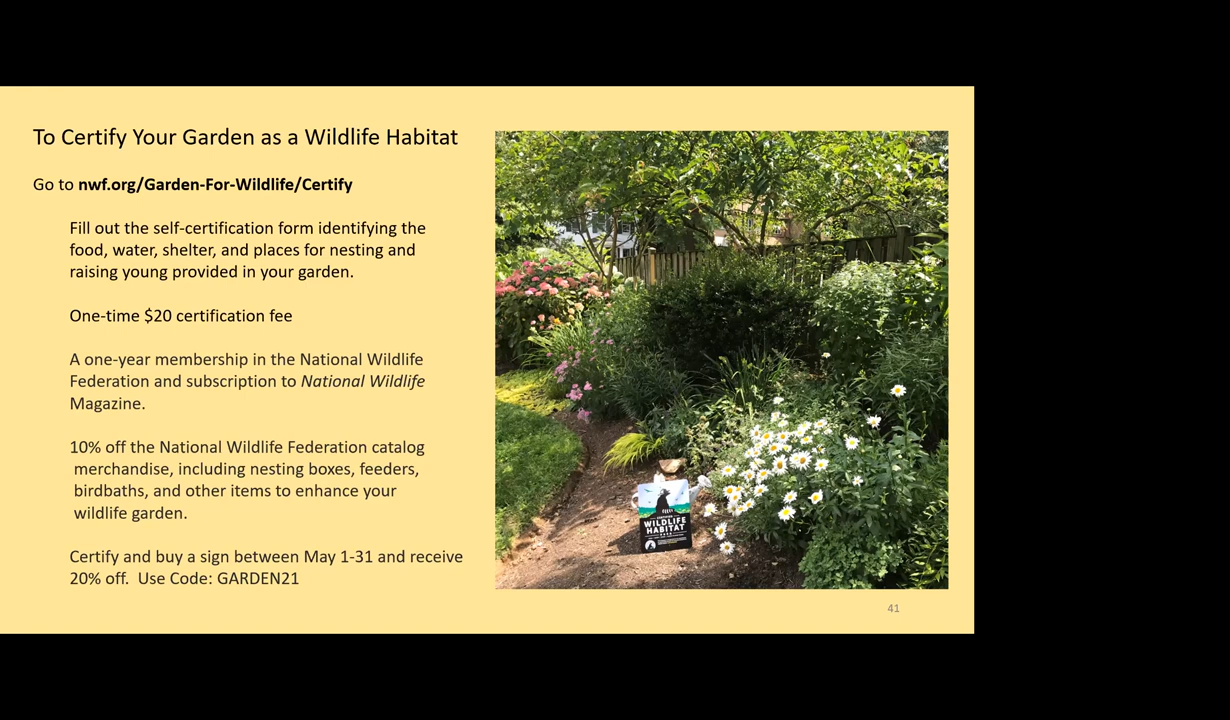 To Certify Your Garden as a Wildlife Habitat
Go to nwf.org/Garden-For-Wildlife/Certify
Fill out the self-certification form identifying the
food, water, shelter, and places for nesting and
raising young provided in your garden.
One-time $20 certification fee
A one-year membership in the National Wildlife
Federation and subscription to National Wildlife
Magazine.
10% off the National Wildlife Federation catalog
merchandise, including nesting boxes, feeders,
birdbaths, and other items to enhance your
wildlife garden.
Certify and buy a sign between May 1-31 and receive
20% off.  Use Code: GARDEN21
CERTIFIED
WILDLIFE
HABITAT
41